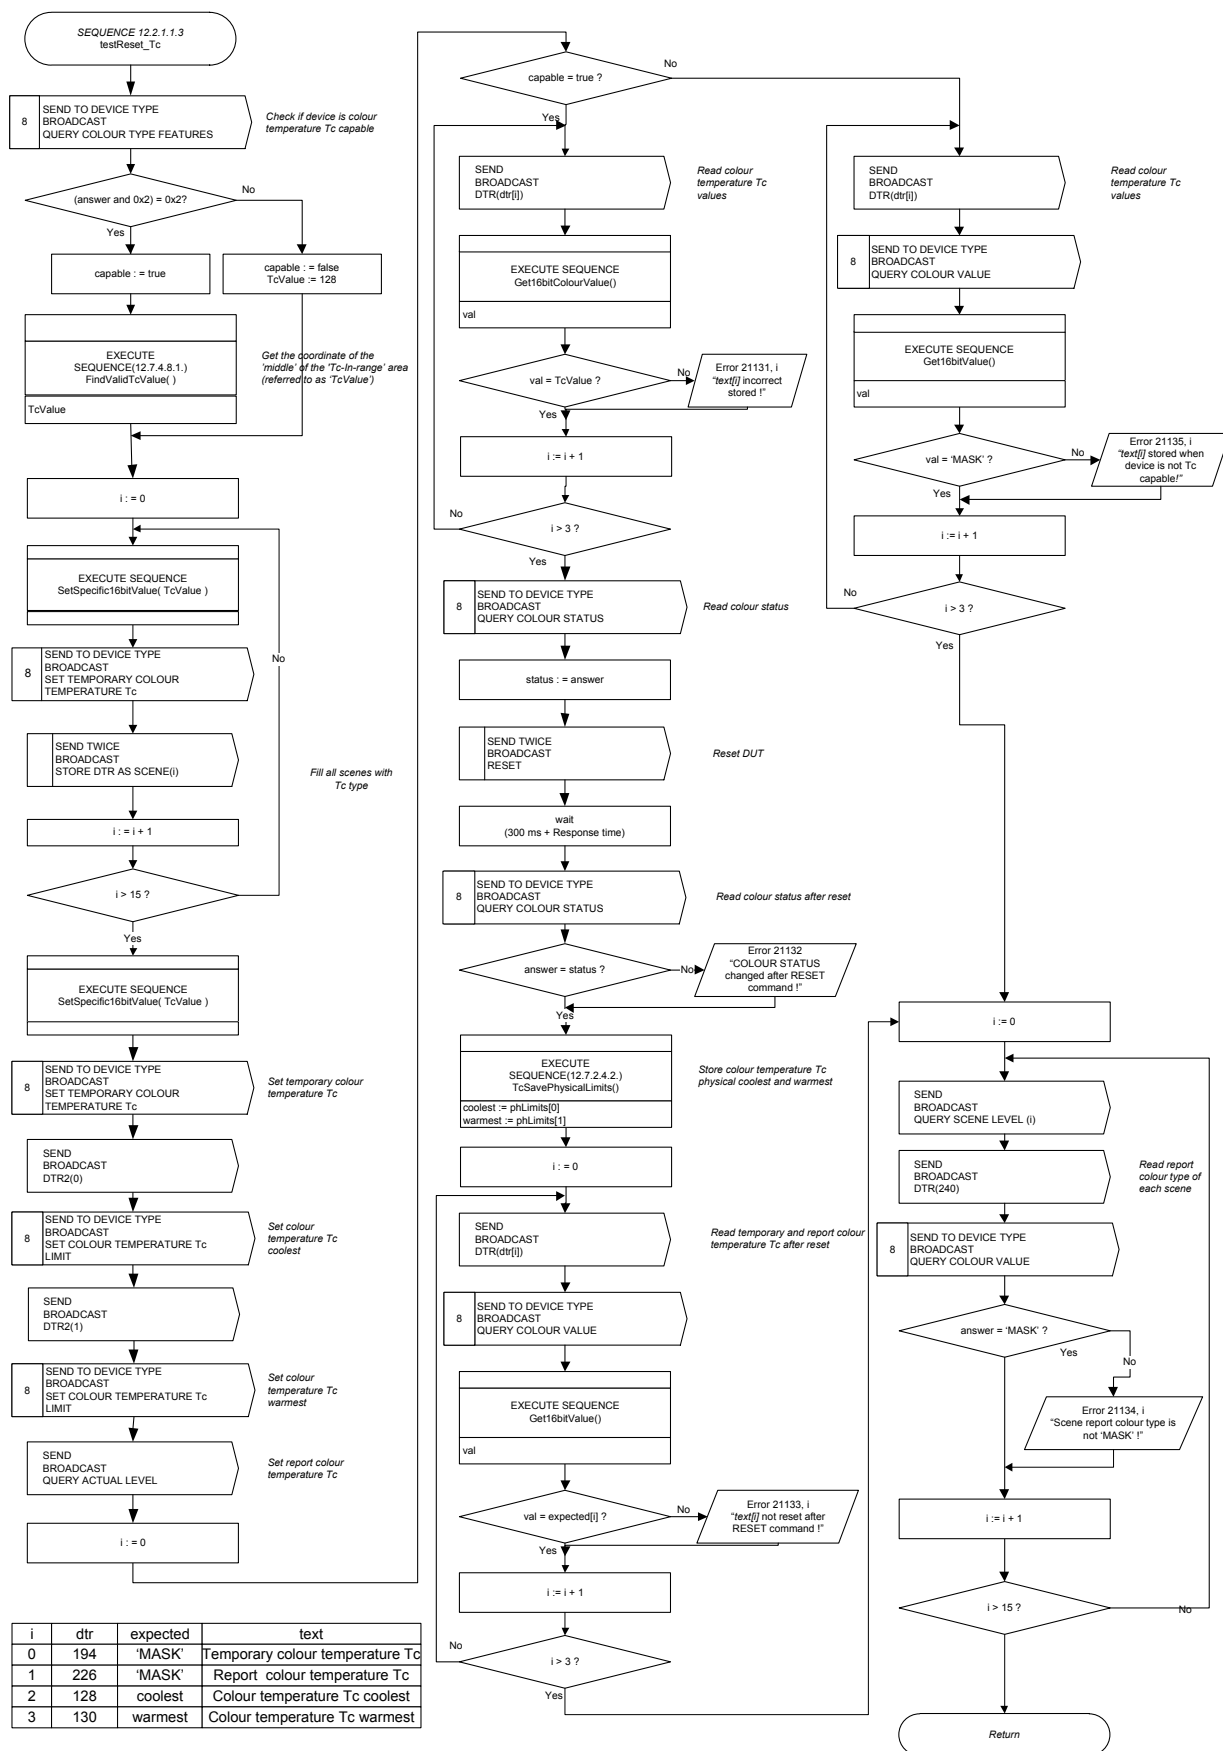 SEQUENCE 12.2.1.1.3
testReset_Tc
8
SEND TO DEVICE TYPE
BROADCAST
QUERY COLOUR TYPE FEATURES
Check if device is colour
temperature Tc capable
(answer and 0x2) = 0x2?
No
Yes
capable : = true
capable : = false
TcValue := 128
EXECUTE
SEQUENCE(12.7.4.8.1.)
FindValidTcValue( )
TcValue
Get the coordinate of the
'middle' of the 'Tc-In-range' area
(referred to as 'TcValue')
i : = 0
EXECUTE SEQUENCE
SetSpecific16bitValue( TcValue )
8
SEND TO DEVICE TYPE
BROADCAST
SET TEMPORARY COLOUR
TEMPERATURE Tc
No
SEND TWICE
BROADCAST
STORE DTR AS SCENE(i)
Fill all scenes with
Tc type
i : = i + 1
i > 15 ?
Yes
EXECUTE SEQUENCE
SetSpecific16bitValue( TcValue )
8
SEND TO DEVICE TYPE
BROADCAST
SET TEMPORARY COLOUR
TEMPERATURE Tc
Set temporary colour
temperature Tc
SEND
BROADCAST
DTR2(0)
8
SEND TO DEVICE TYPE
BROADCAST
SET COLOUR TEMPERATURE Tc
LIMIT
Set colour
temperature Tc
coolest
SEND
BROADCAST
DTR2(1)
8
SEND TO DEVICE TYPE
BROADCAST
SET COLOUR TEMPERATURE Tc
LIMIT
Set colour
temperature Tc
warmest
SEND
BROADCAST
QUERY ACTUAL LEVEL
Set report colour
temperature Tc
i : = 0
capable = true ?
No
Yes
SEND
BROADCAST
DTR(dtr[i])
Read colour
temperature Tc
values
EXECUTE SEQUENCE
Get16bitColourValue()
val
val = TcValue ?
No
Error 21131, i
"text[i] incorrect
stored !"
Yes
i := i + 1
No
i > 3 ?
Yes
8
SEND TO DEVICE TYPE
BROADCAST
QUERY COLOUR STATUS
Read colour status
status : = answer
SEND TWICE
BROADCAST
RESET
Reset DUT
wait
(300 ms + Response time)
8
SEND TO DEVICE TYPE
BROADCAST
QUERY COLOUR STATUS
Read colour status after reset
answer = status ?
No
Error 21132
"COLOUR STATUS
changed after RESET
command !"
Yes
EXECUTE
SEQUENCE(12.7.2.4.2.)
TcSavePhysicalLimits()
coolest := phLimits[0]
warmest := phLimits[1]
Store colour temperature Tc
physical coolest and warmest
i : = 0
SEND
BROADCAST
DTR(dtr[i])
Read temporary and report colour
temperature Tc after reset
8
SEND TO DEVICE TYPE
BROADCAST
QUERY COLOUR VALUE
EXECUTE SEQUENCE
Get16bitValue()
val
val = expected[i] ?
No
Error 21133, i
"text[i] not reset after
RESET command !"
Yes
i := i + 1
No
i > 3 ?
Yes
SEND
BROADCAST
DTR(dtr[i])
Read colour
temperature Tc
values
8
SEND TO DEVICE TYPE
BROADCAST
QUERY COLOUR VALUE
EXECUTE SEQUENCE
Get16bitValue()
val
val = 'MASK' ?
No
Error 21135, i
"text[i] stored when
device is not Tc
capable!"
Yes
i := i + 1
No
i > 3 ?
Yes
i := 0
SEND
BROADCAST
QUERY SCENE LEVEL (i)
SEND
BROADCAST
DTR(240)
Read report
colour type of
each scene
8
SEND TO DEVICE TYPE
BROADCAST
QUERY COLOUR VALUE
answer = 'MASK' ?
Yes
No
Error 21134, i
"Scene report colour type is
not 'MASK' !"
i := i + 1
i > 15 ?
No
Return
i dtr expected text
0 194 'MASK' Temporary colour temperature Tc
1 226 'MASK' Report colour temperature Tc
2 128 coolest Colour temperature Tc coolest
3 130 warmest Colour temperature Tc warmest